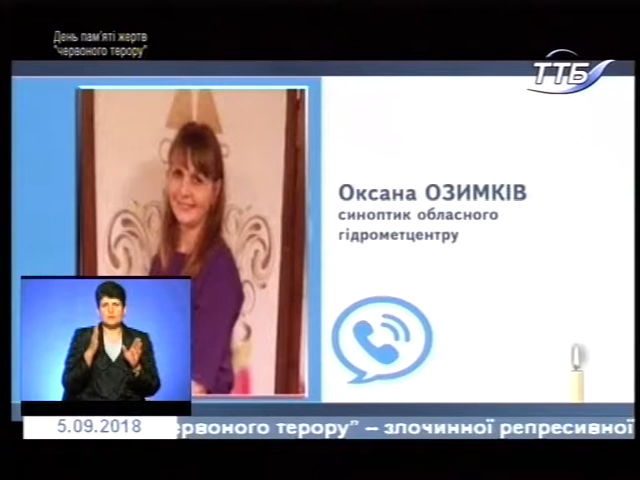 День пам'яті жертв
"червоного терору"
ТТБ
Оксана ОЗИМКІВ
синоптик обласного
гідрометцентру
5.09.2018
ервоного терору" – злочинної репресивної